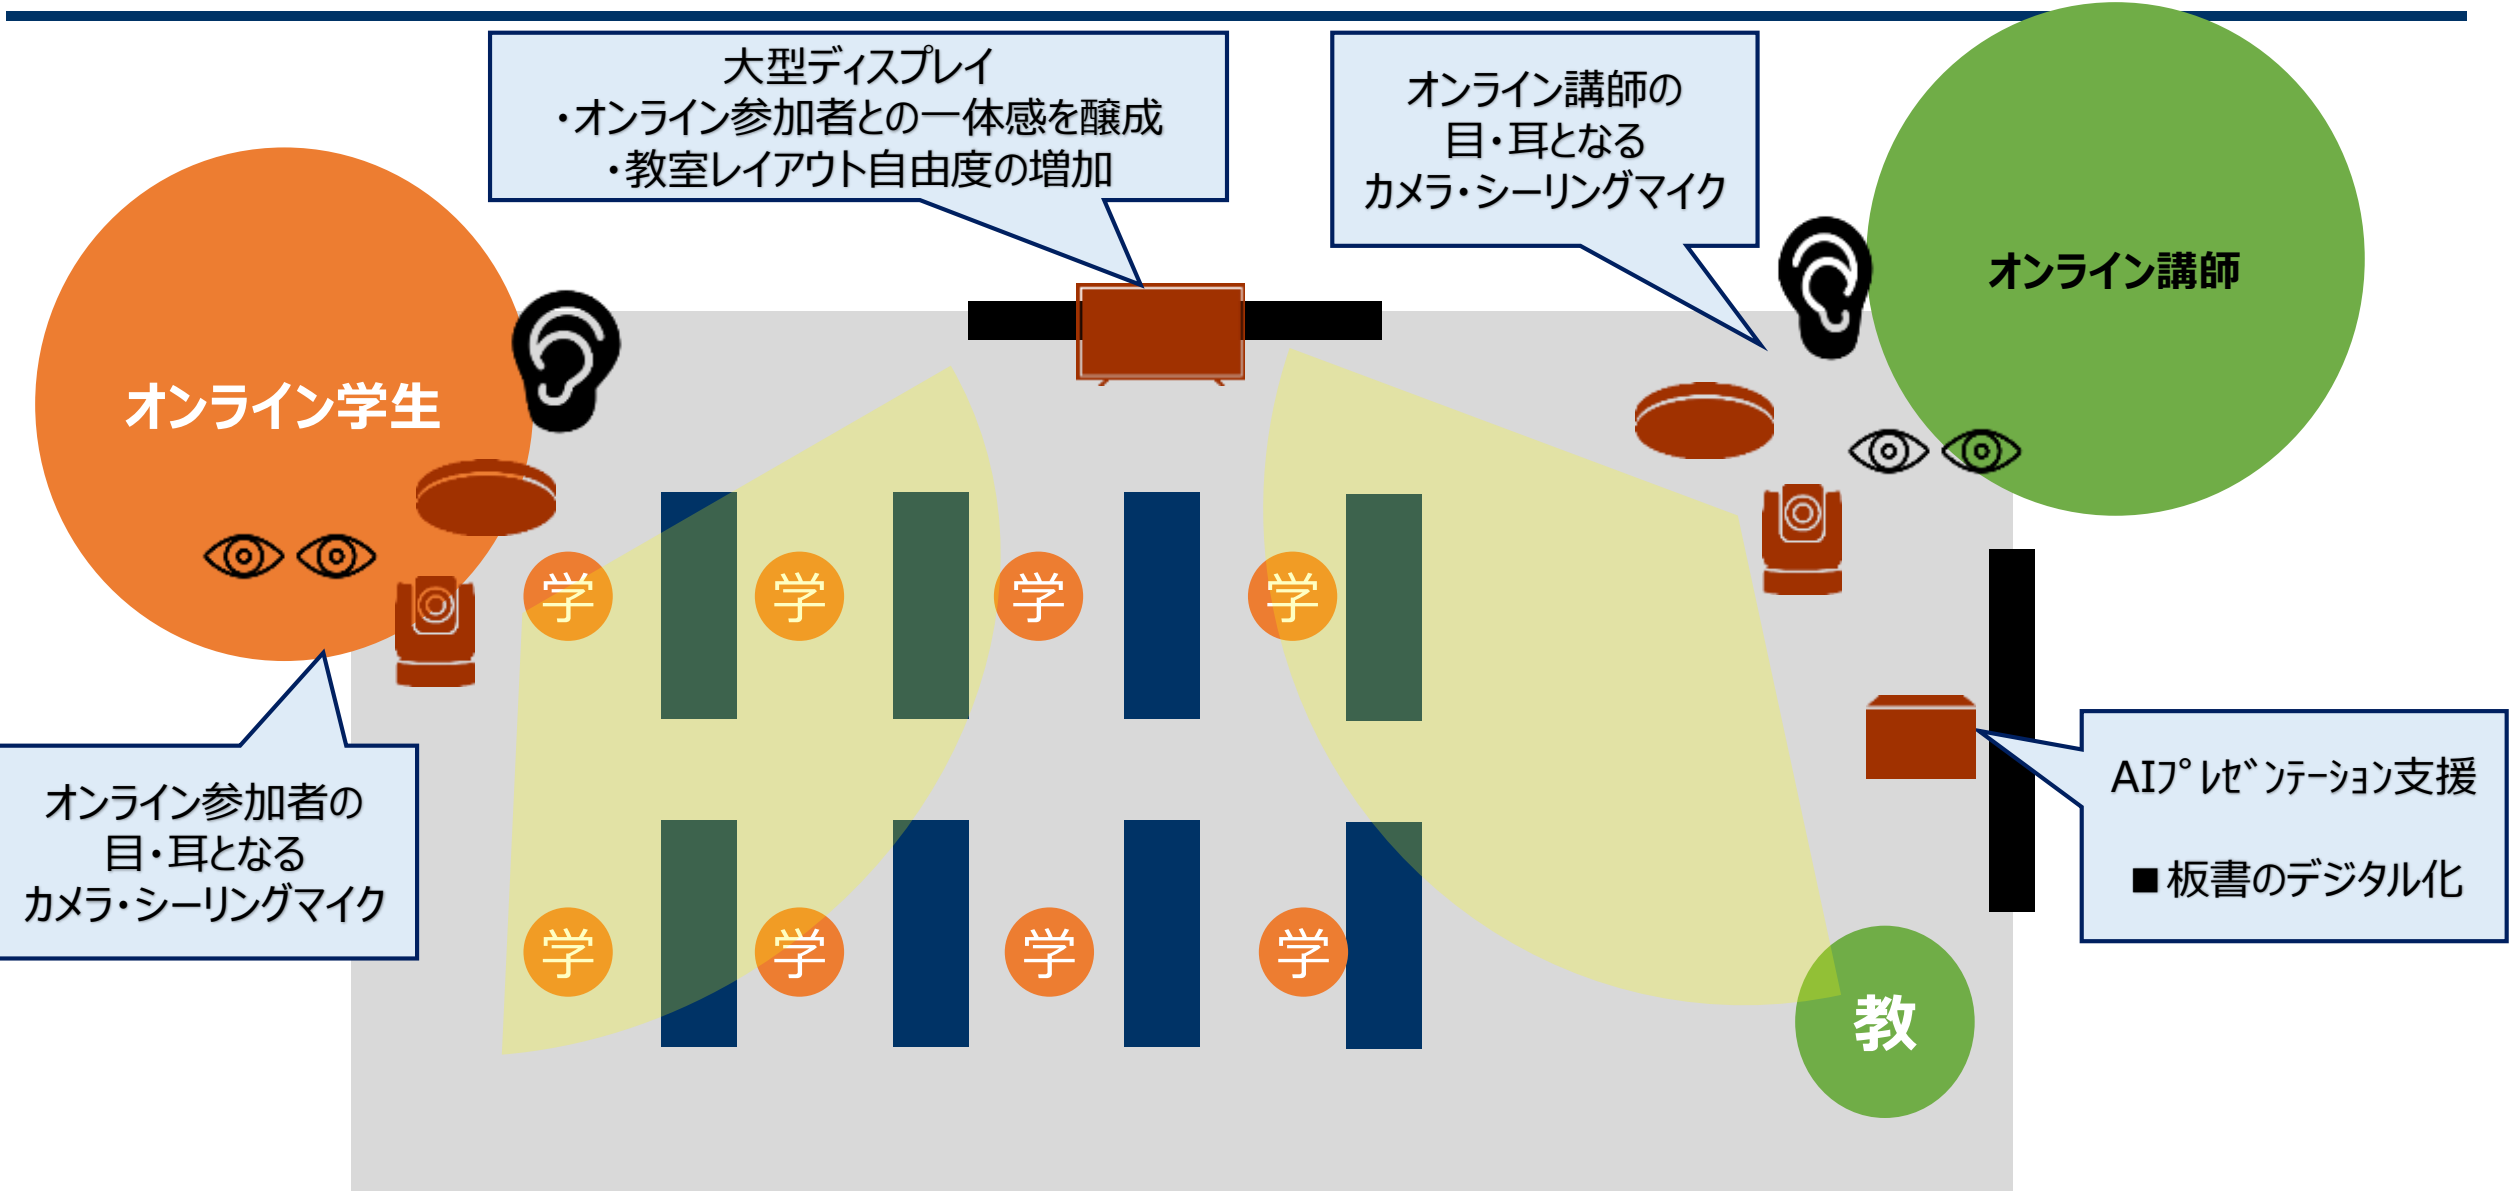 大型ディスプレイ
・オンライン参加者との一体感を醸成
・教室レイアウト自由度の増加
オンライン講師の
目・耳となる
カメラ・シーリングマイク
オンライン講師
オンライン学生
学
学
学
学
オンライン参加者の
目・耳となる
カメラ・シーリングマイク
AIプレゼンテーション支援
■板書のデジタル化
学
学
学
学
教